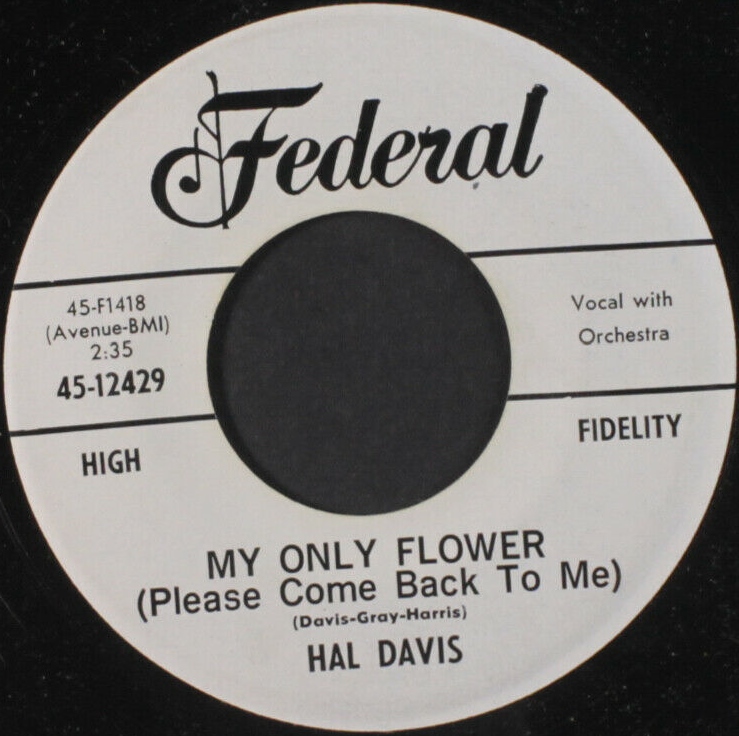 Federal
45-F1418
(Avenue-BMI)
2:35
45-12429
Vocal with
Orchestra
HIGH
FIDELITY
MY ONLY FLOWER
(Please Come Back To Me)
(Davis-Gray-Harris)
HAL DAVIS